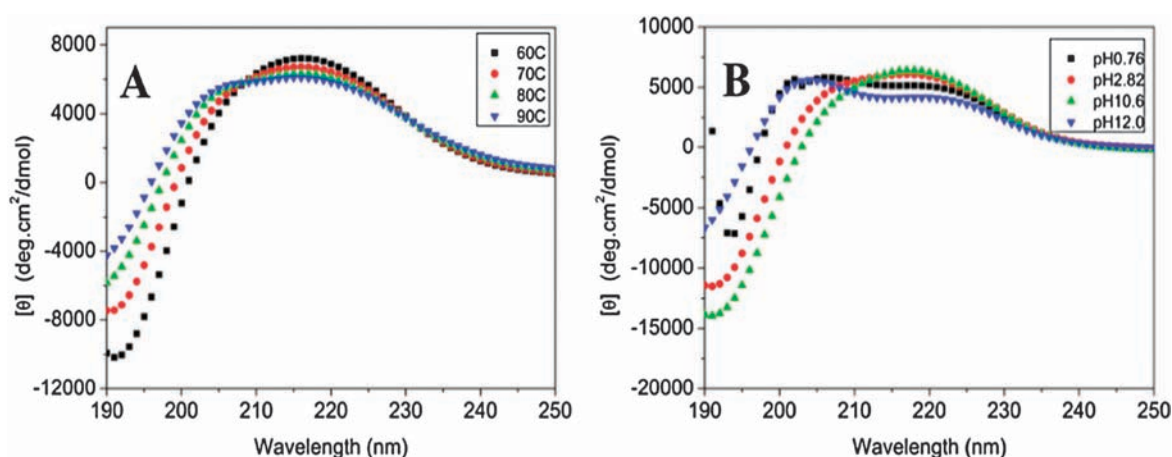 A
8000
4000
0
-4000
-8000
-12000
[θ] (deg.cm²/dmol)
190 200 210 220 230 240 250
Wavelength (nm)
60C
70C
80C
90C
B
10000
5000
0
-5000
-10000
-15000
-20000
[θ] (deg.cm²/dmol)
190 200 210 220 230 240 250
Wavelength (nm)
pH0.76
pH2.82
pH10.6
pH12.0